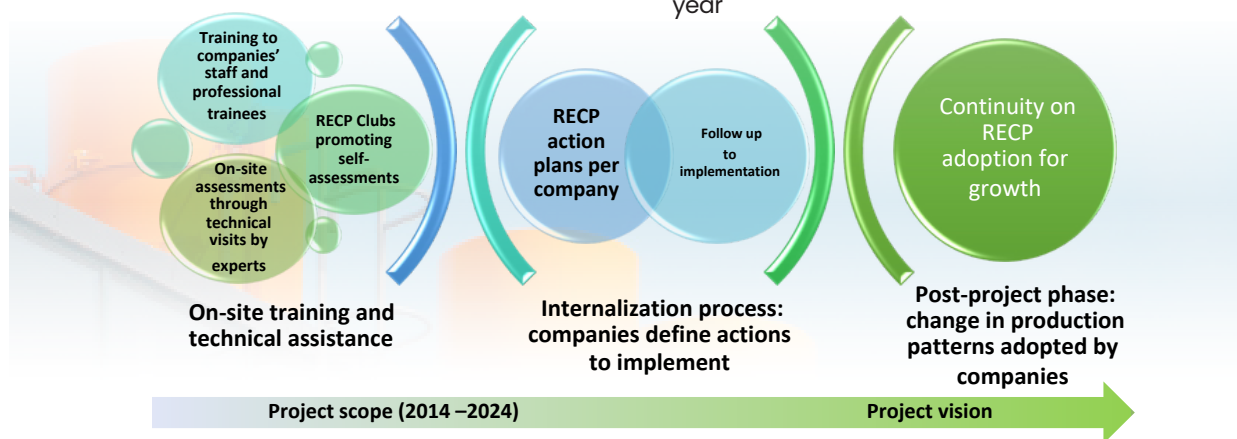 year
Training to
companies’
staff and
professional
trainees
RECP Clubs
promoting
self-
assessments
On-site
assessments
through
technical
visits by
experts
On-site training and
technical assistance
RECP
action
plans per
company
Follow up
to
implementation
Internalization process:
companies define actions
to implement
Continuity on
RECP
adoption for
growth
Post-project phase:
change in production
patterns adopted by
companies
Project scope (2014 –2024)
Project vision